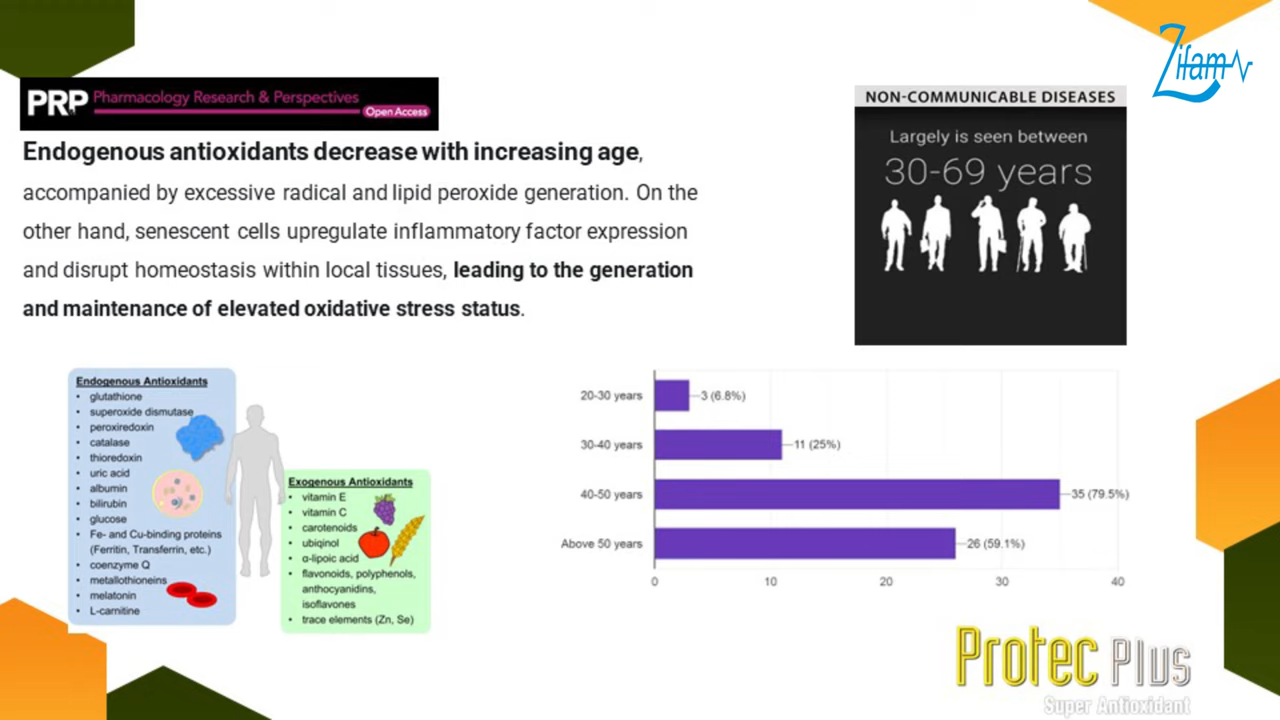 Zifam
PRP Pharmacology Research & Perspectives
Open Access
Endogenous antioxidants decrease with increasing age,
accompanied by excessive radical and lipid peroxide generation. On the
other hand, senescent cells upregulate inflammatory factor expression
and disrupt homeostasis within local tissues, leading to the generation
and maintenance of elevated oxidative stress status.
NON-COMMUNICABLE DISEASES
Largely is seen between
30-69 years
Endogenous Antioxidants
• glutathione
• superoxide dismutase
• peroxiredoxin
• catalase
• thioredoxin
• uric acid
• albumin
• bilirubin
• glucose
• Fe- and Cu-binding proteins
(Ferritin, Transferrin, etc.)
• coenzyme Q
• metallothioneins
• melatonin
• L-carnitine
Exogenous Antioxidants
• vitamin E
• vitamin C
• carotenoids
• ubiqinol
• α-lipoic acid
• flavonoids, polyphenols,
anthocyanidins,
isoflavones
• trace elements (Zn, Se)
20-30 years 3 (6.8%)
30-40 years 11 (25%)
40-50 years 35 (79.5%)
Above 50 years 26 (59.1%)
0 10 20 30 40
Protec Plus
Super Antioxidant